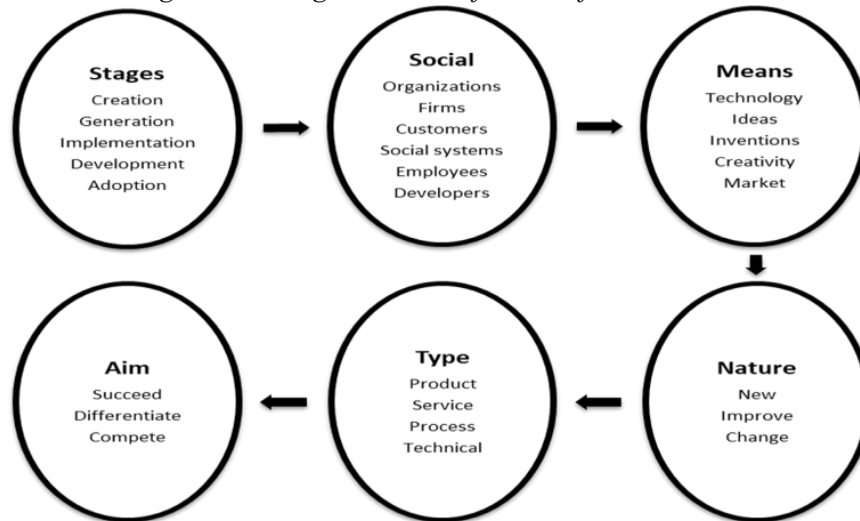 Stages
Creation
Generation
Implementation
Development
Adoption
Social
Organizations
Firms
Customers
Social systems
Employees
Developers
Means
Technology
Ideas
Inventions
Creativity
Market
Nature
New
Improve
Change
Type
Product
Service
Process
Technical
Aim
Succeed
Differentiate
Compete